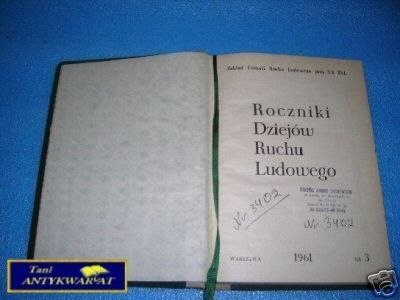 Zakład Historii Ruchu Ludowego przy NK ZSL
Roczniki
Dziejów
Ruchu
Ludowego
Nr 3402
Nr 3402
WARSZAWA 1961 NR 3
Tani
ANTYKWARYAT